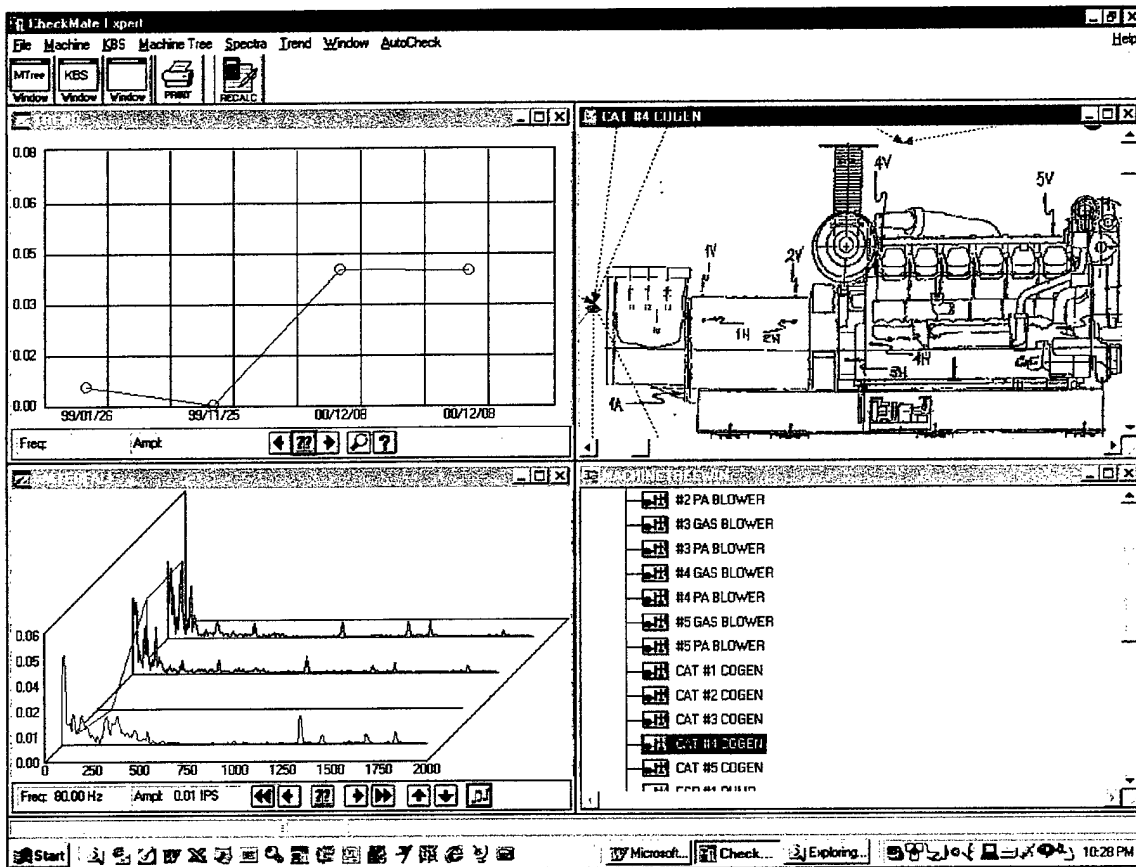 CheckMate Expert
File Machine KBS Machine Tree Spectra Trend Window AutoCheck Help
MTree KBS
Window Window Window PRINT RECALC
CAT #4 COGEN
0.08
0.06
0.05
0.03
0.02
0.00
99/01/26 99/11/25 00/12/08 00/12/08
Freq: Ampl:
4V
5V
1V 2V
1H 2H
4H
3H
1A
#2 PA BLOWER
#3 GAS BLOWER
#3 PA BLOWER
#4 GAS BLOWER
#4 PA BLOWER
#5 GAS BLOWER
#5 PA BLOWER
CAT #1 COGEN
CAT #2 COGEN
CAT #3 COGEN
CAT #4 COGEN
CAT #5 COGEN
0.06
0.05
0.04
0.02
0.01
0.00
0 250 500 750 1000 1250 1500 1750 2000
Freq: 80.00 Hz Ampl: 0.01 IPS
Start Microsoft... Check... Exploring... 10:28 PM